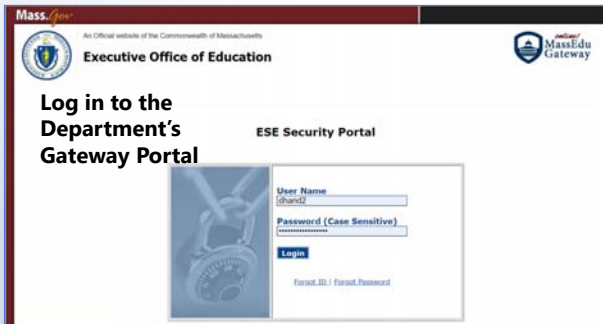 Mass.Gov
An Official website of the Commonwealth of Massachusetts
Executive Office of Education
online!
MassEdu
Gateway
Log in to the
Department's
Gateway Portal
ESE Security Portal
User Name
dhand2
Password (Case Sensitive)
••••••••••••••••
Login
Forgot ID | Forgot Password